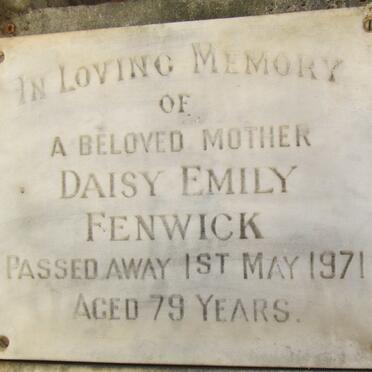 IN LOVING MEMORY
OF
A BELOVED MOTHER
DAISY EMILY
FENWICK
PASSED AWAY 1ST MAY 1971
AGED 79 YEARS.